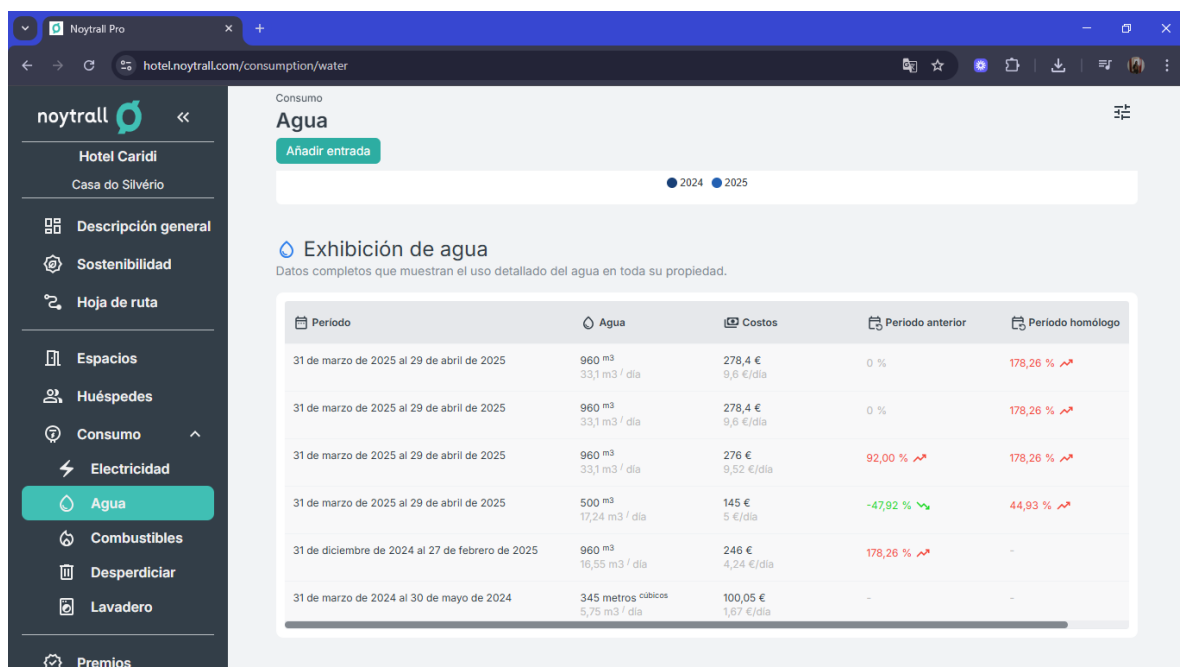 Noytrall Pro
hotel.noytrall.com/consumption/water
noytrall
Hotel Caridi
Casa do Silvério
Descripción general
Sostenibilidad
Hoja de ruta
Espacios
Huéspedes
Consumo
Electricidad
Agua
Combustibles
Desperdiciar
Lavadero
Premios
Consumo
Agua
Añadir entrada
2024 2025
Exhibición de agua
Datos completos que muestran el uso detallado del agua en toda su propiedad.
Período Agua Costos Periodo anterior Período homólogo
31 de marzo de 2025 al 29 de abril de 2025 960 m3 278,4 € 0 % 178,26 %
33,1 m3 / día 9,6 €/día
31 de marzo de 2025 al 29 de abril de 2025 960 m3 278,4 € 0 % 178,26 %
33,1 m3 / día 9,6 €/día
31 de marzo de 2025 al 29 de abril de 2025 960 m3 276 € 92,00 % 178,26 %
33,1 m3 / día 9,52 €/día
31 de marzo de 2025 al 29 de abril de 2025 500 m3 145 € -47,92 % 44,93 %
17,24 m3 / día 5 €/día
31 de diciembre de 2024 al 27 de febrero de 2025 960 m3 246 € 178,26 % -
16,55 m3 / día 4,24 €/día
31 de marzo de 2024 al 30 de mayo de 2024 345 metros cúbicos 100,05 € - -
5,75 m3 / día 1,67 €/día